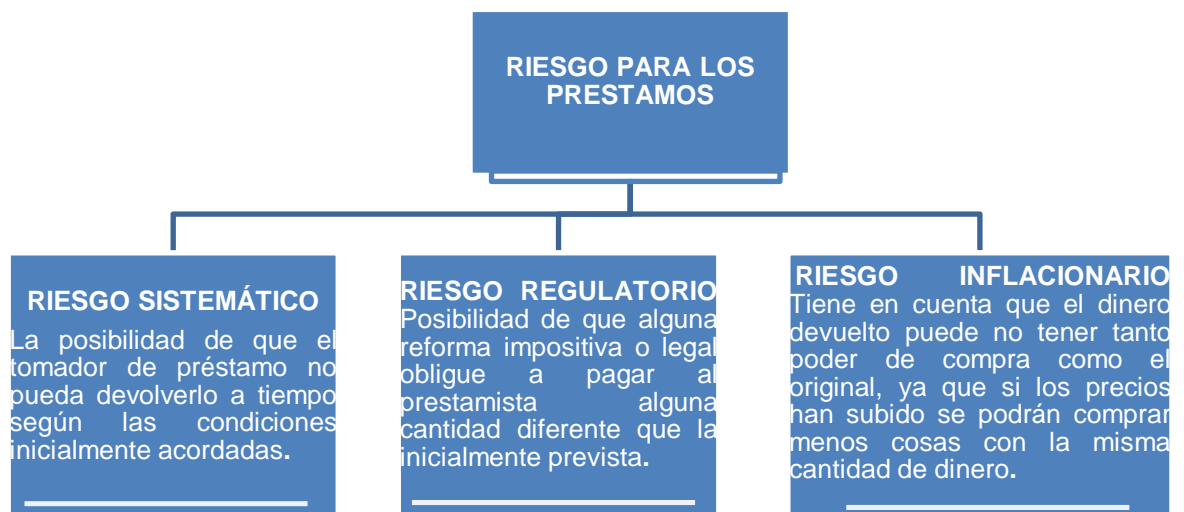 RIESGO PARA LOS
PRESTAMOS
RIESGO SISTEMÁTICO
La posibilidad de que el
tomador de préstamo no
pueda devolverlo a tiempo
según las condiciones
inicialmente acordadas.
RIESGO REGULATORIO
Posibilidad de que alguna
reforma impositiva o legal
obligue a pagar al
prestamista alguna
cantidad diferente que la
inicialmente prevista.
RIESGO INFLACIONARIO
Tiene en cuenta que el dinero
devuelto puede no tener tanto
poder de compra como el
original, ya que si los precios
han subido se podrán comprar
menos cosas con la misma
cantidad de dinero.